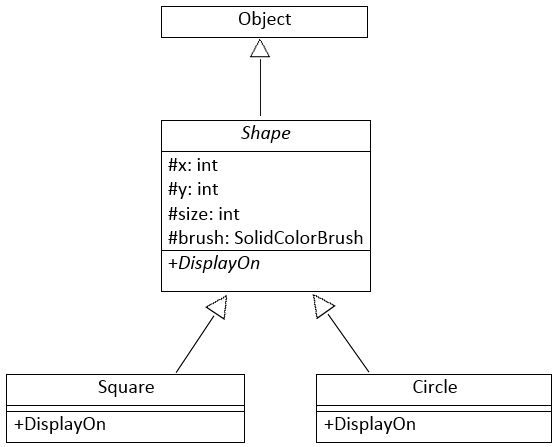 Object
Shape
#x: int
#y: int
#size: int
#brush: SolidColorBrush
+DisplayOn
Square
+DisplayOn
Circle
+DisplayOn